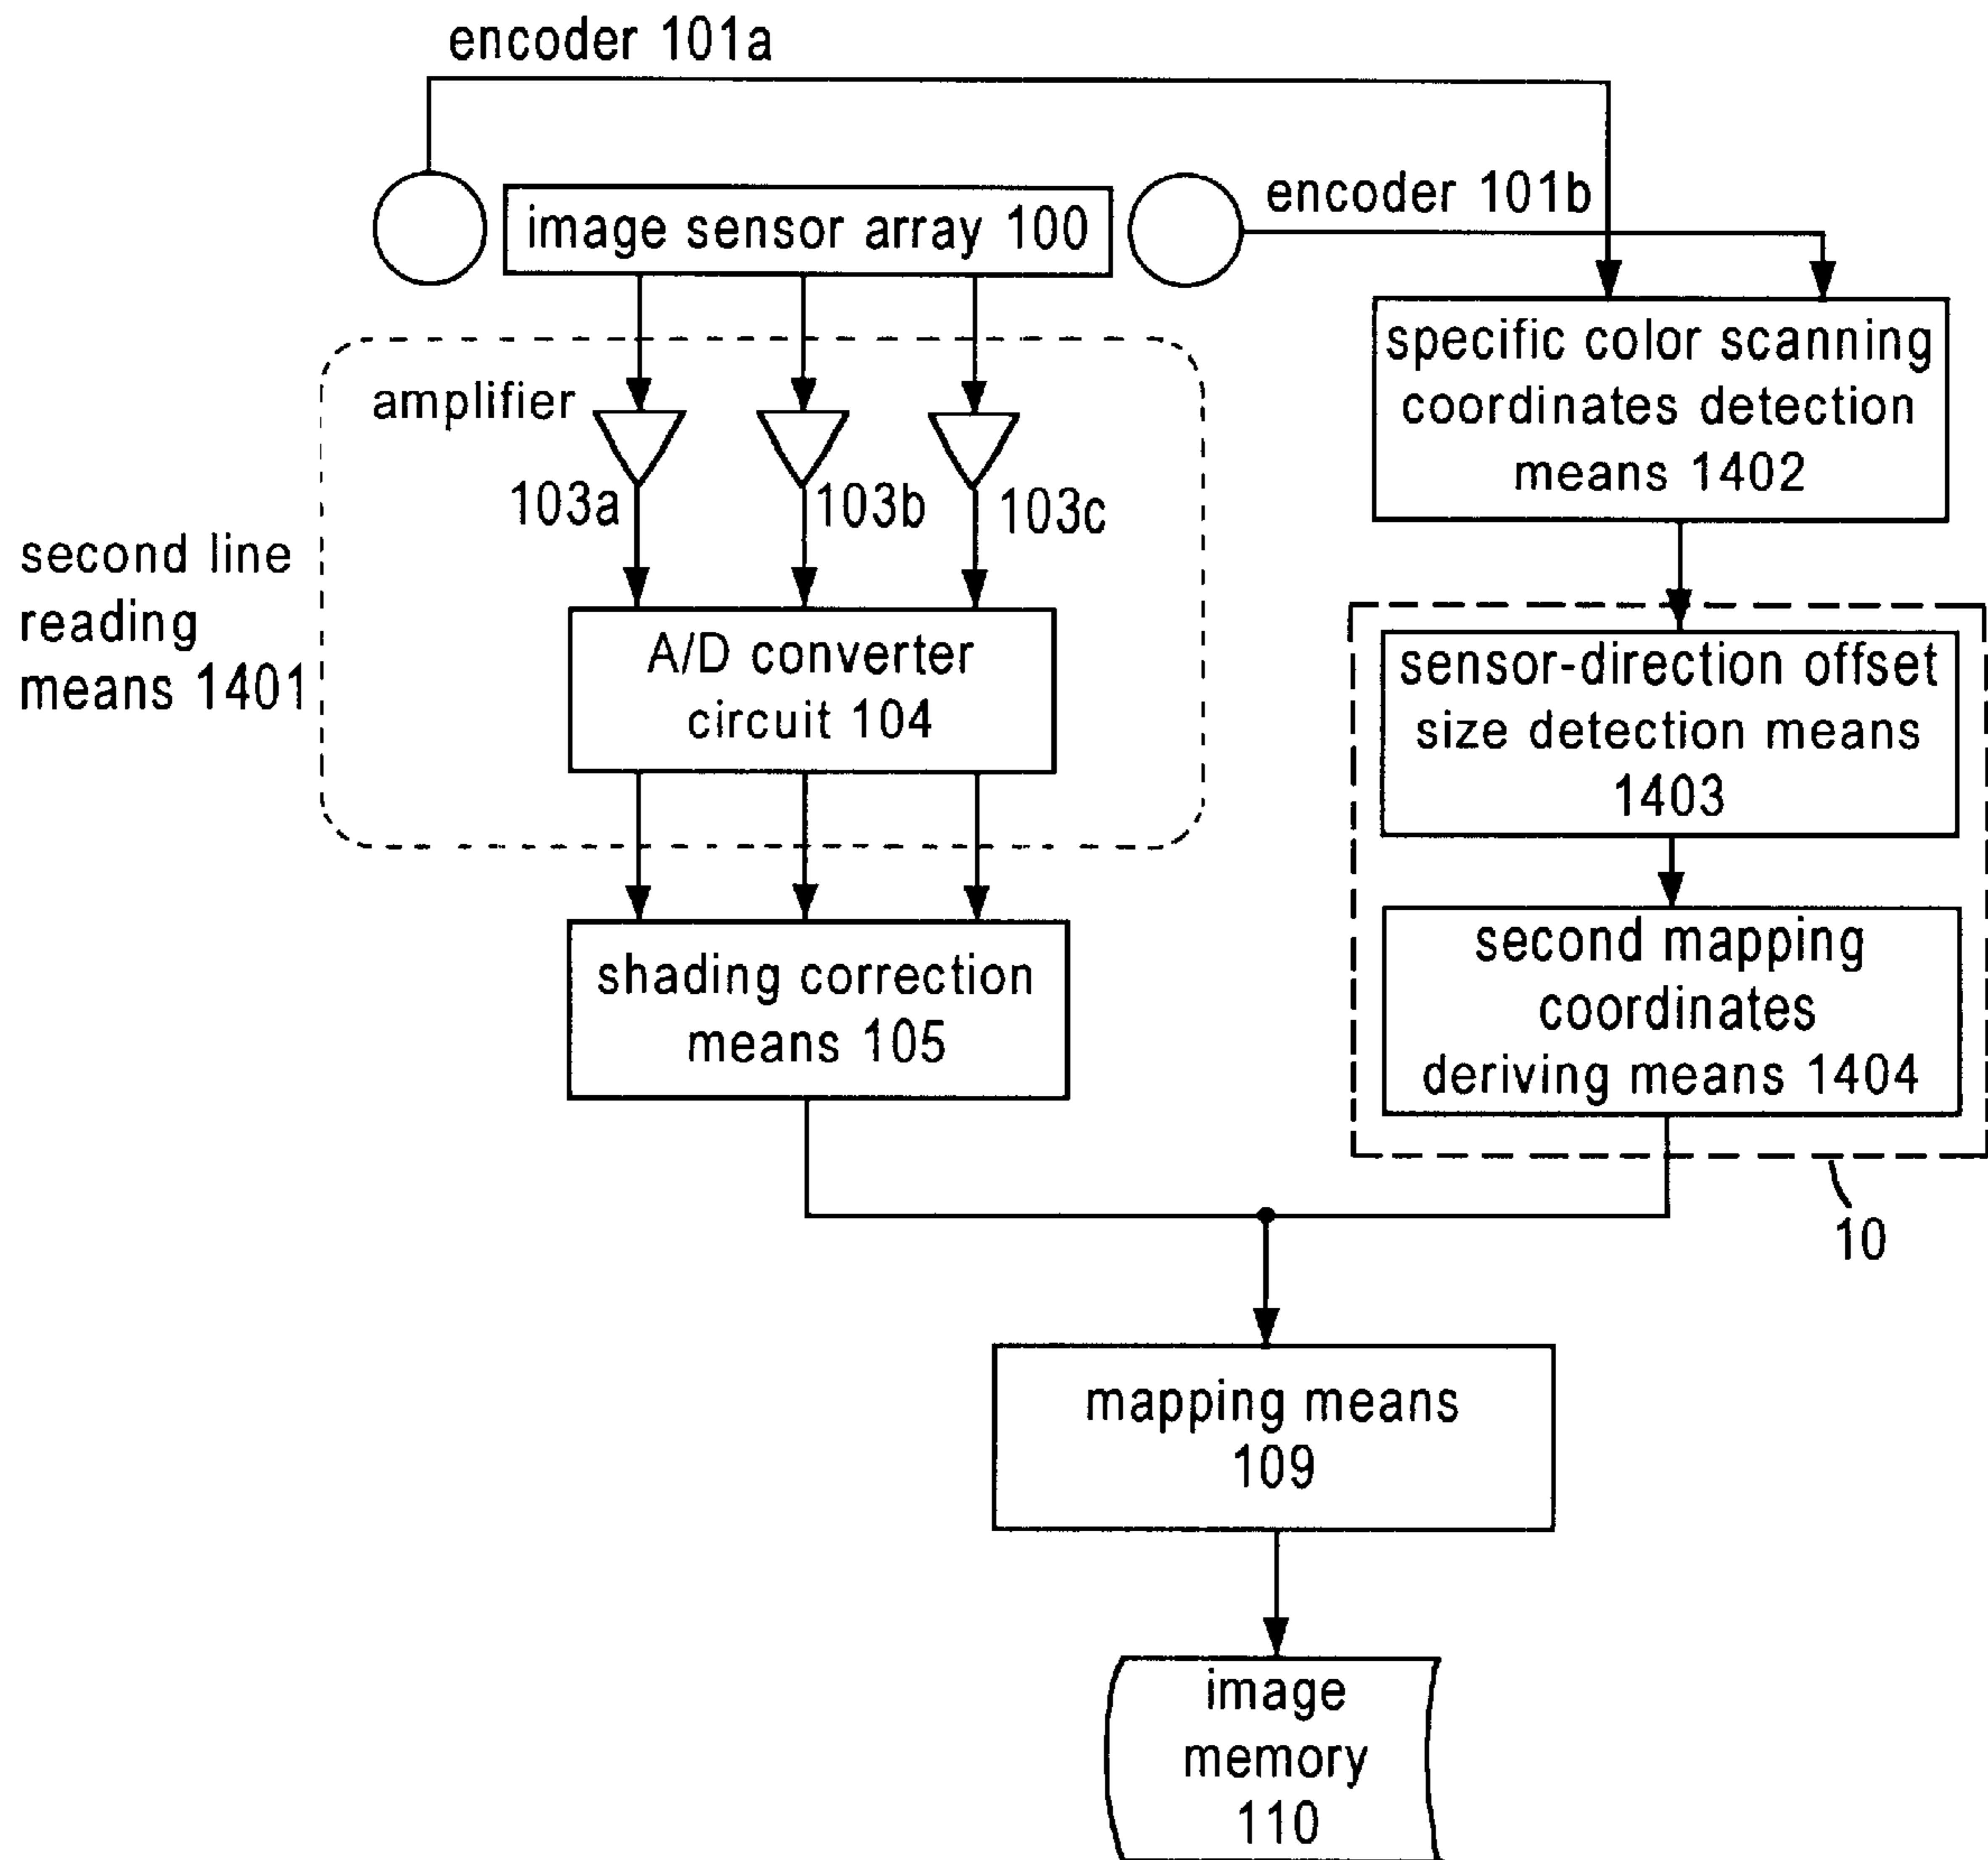 encoder 101a
image sensor array 100
encoder 101b
specific color scanning
coordinates detection
means 1402
amplifier
103a
103b
103c
second line
reading
means 1401
A/D converter
circuit 104
sensor-direction offset
size detection means
1403
shading correction
means 105
second mapping
coordinates
deriving means 1404
10
mapping means
109
image
memory
110